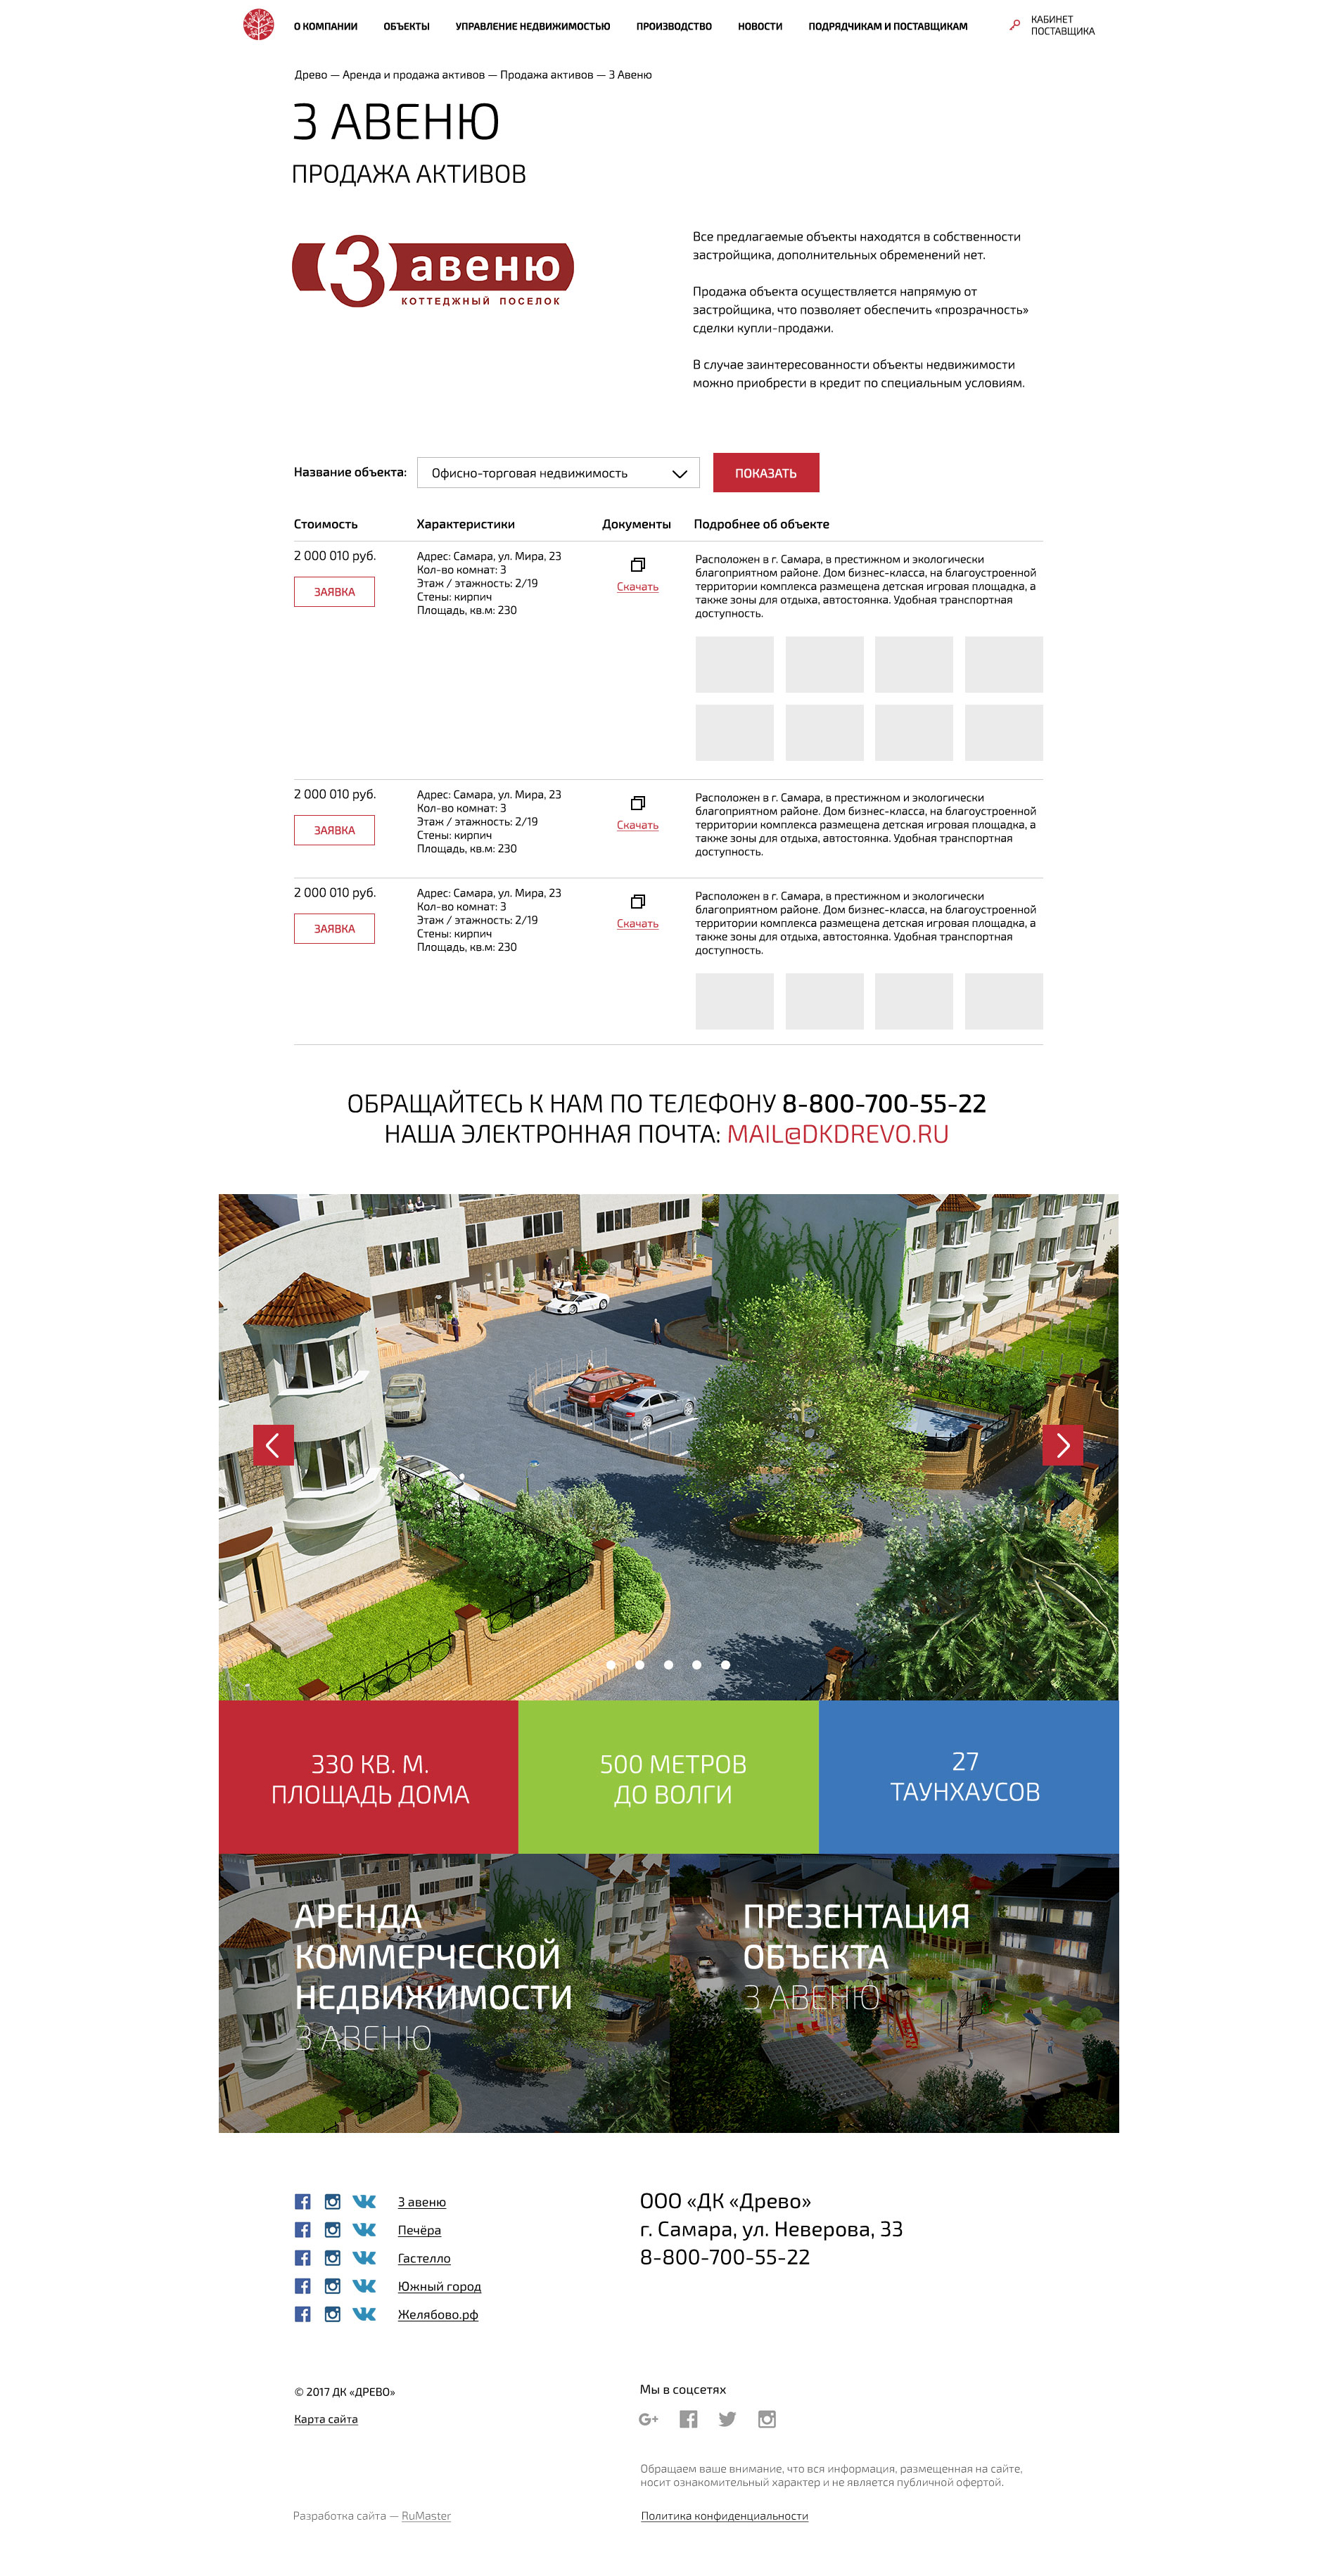 О КОМПАНИИ ОБЪЕКТЫ УПРАВЛЕНИЕ НЕДВИЖИМОСТЬЮ ПРОИЗВОДСТВО НОВОСТИ ПОДРЯДЧИКАМ И ПОСТАВЩИКАМ
КАБИНЕТ
ПОСТАВЩИКА
Древо — Аренда и продажа активов — Продажа активов — 3 Авеню
3 АВЕНЮ
ПРОДАЖА АКТИВОВ
3 авеню
КОТТЕДЖНЫЙ ПОСЕЛОК
Все предлагаемые объекты находятся в собственности
застройщика, дополнительных обременений нет.
Продажа объекта осуществляется напрямую от
застройщика, что позволяет обеспечить «прозрачность»
сделки купли-продажи.
В случае заинтересованности объекты недвижимости
можно приобрести в кредит по специальным условиям.
Название объекта: Офисно-торговая недвижимость ПОКАЗАТЬ
Стоимость Характеристики Документы Подробнее об объекте
2 000 010 руб.
ЗАЯВКА
Адрес: Самара, ул. Мира, 23
Кол-во комнат: 3
Этаж / этажность: 2/19
Стены: кирпич
Площадь, кв.м: 230
Скачать
Расположен в г. Самара, в престижном и экологически
благоприятном районе. Дом бизнес-класса, на благоустроенной
территории комплекса размещена детская игровая площадка, а
также зоны для отдыха, автостоянка. Удобная транспортная
доступность.
2 000 010 руб.
ЗАЯВКА
Адрес: Самара, ул. Мира, 23
Кол-во комнат: 3
Этаж / этажность: 2/19
Стены: кирпич
Площадь, кв.м: 230
Скачать
Расположен в г. Самара, в престижном и экологически
благоприятном районе. Дом бизнес-класса, на благоустроенной
территории комплекса размещена детская игровая площадка, а
также зоны для отдыха, автостоянка. Удобная транспортная
доступность.
2 000 010 руб.
ЗАЯВКА
Адрес: Самара, ул. Мира, 23
Кол-во комнат: 3
Этаж / этажность: 2/19
Стены: кирпич
Площадь, кв.м: 230
Скачать
Расположен в г. Самара, в престижном и экологически
благоприятном районе. Дом бизнес-класса, на благоустроенной
территории комплекса размещена детская игровая площадка, а
также зоны для отдыха, автостоянка. Удобная транспортная
доступность.
ОБРАЩАЙТЕСЬ К НАМ ПО ТЕЛЕФОНУ 8-800-700-55-22
НАША ЭЛЕКТРОННАЯ ПОЧТА: MAIL@DKDREVO.RU
330 КВ. М.
ПЛОЩАДЬ ДОМА
500 МЕТРОВ
ДО ВОЛГИ
27
ТАУНХАУСОВ
АРЕНДА
КОММЕРЧЕСКОЙ
НЕДВИЖИМОСТИ
3 АВЕНЮ
ПРЕЗЕНТАЦИЯ
ОБЪЕКТА
3 АВЕНЮ
3 авеню
Печёра
Гастелло
Южный город
Желябово.рф
ООО «ДК «Древо»
г. Самара, ул. Неверова, 33
8-800-700-55-22
© 2017 ДК «ДРЕВО»
Карта сайта
Мы в соцсетях
Обращаем ваше внимание, что вся информация, размещенная на сайте,
носит ознакомительный характер и не является публичной офертой.
Разработка сайта — RuMaster
Политика конфиденциальности